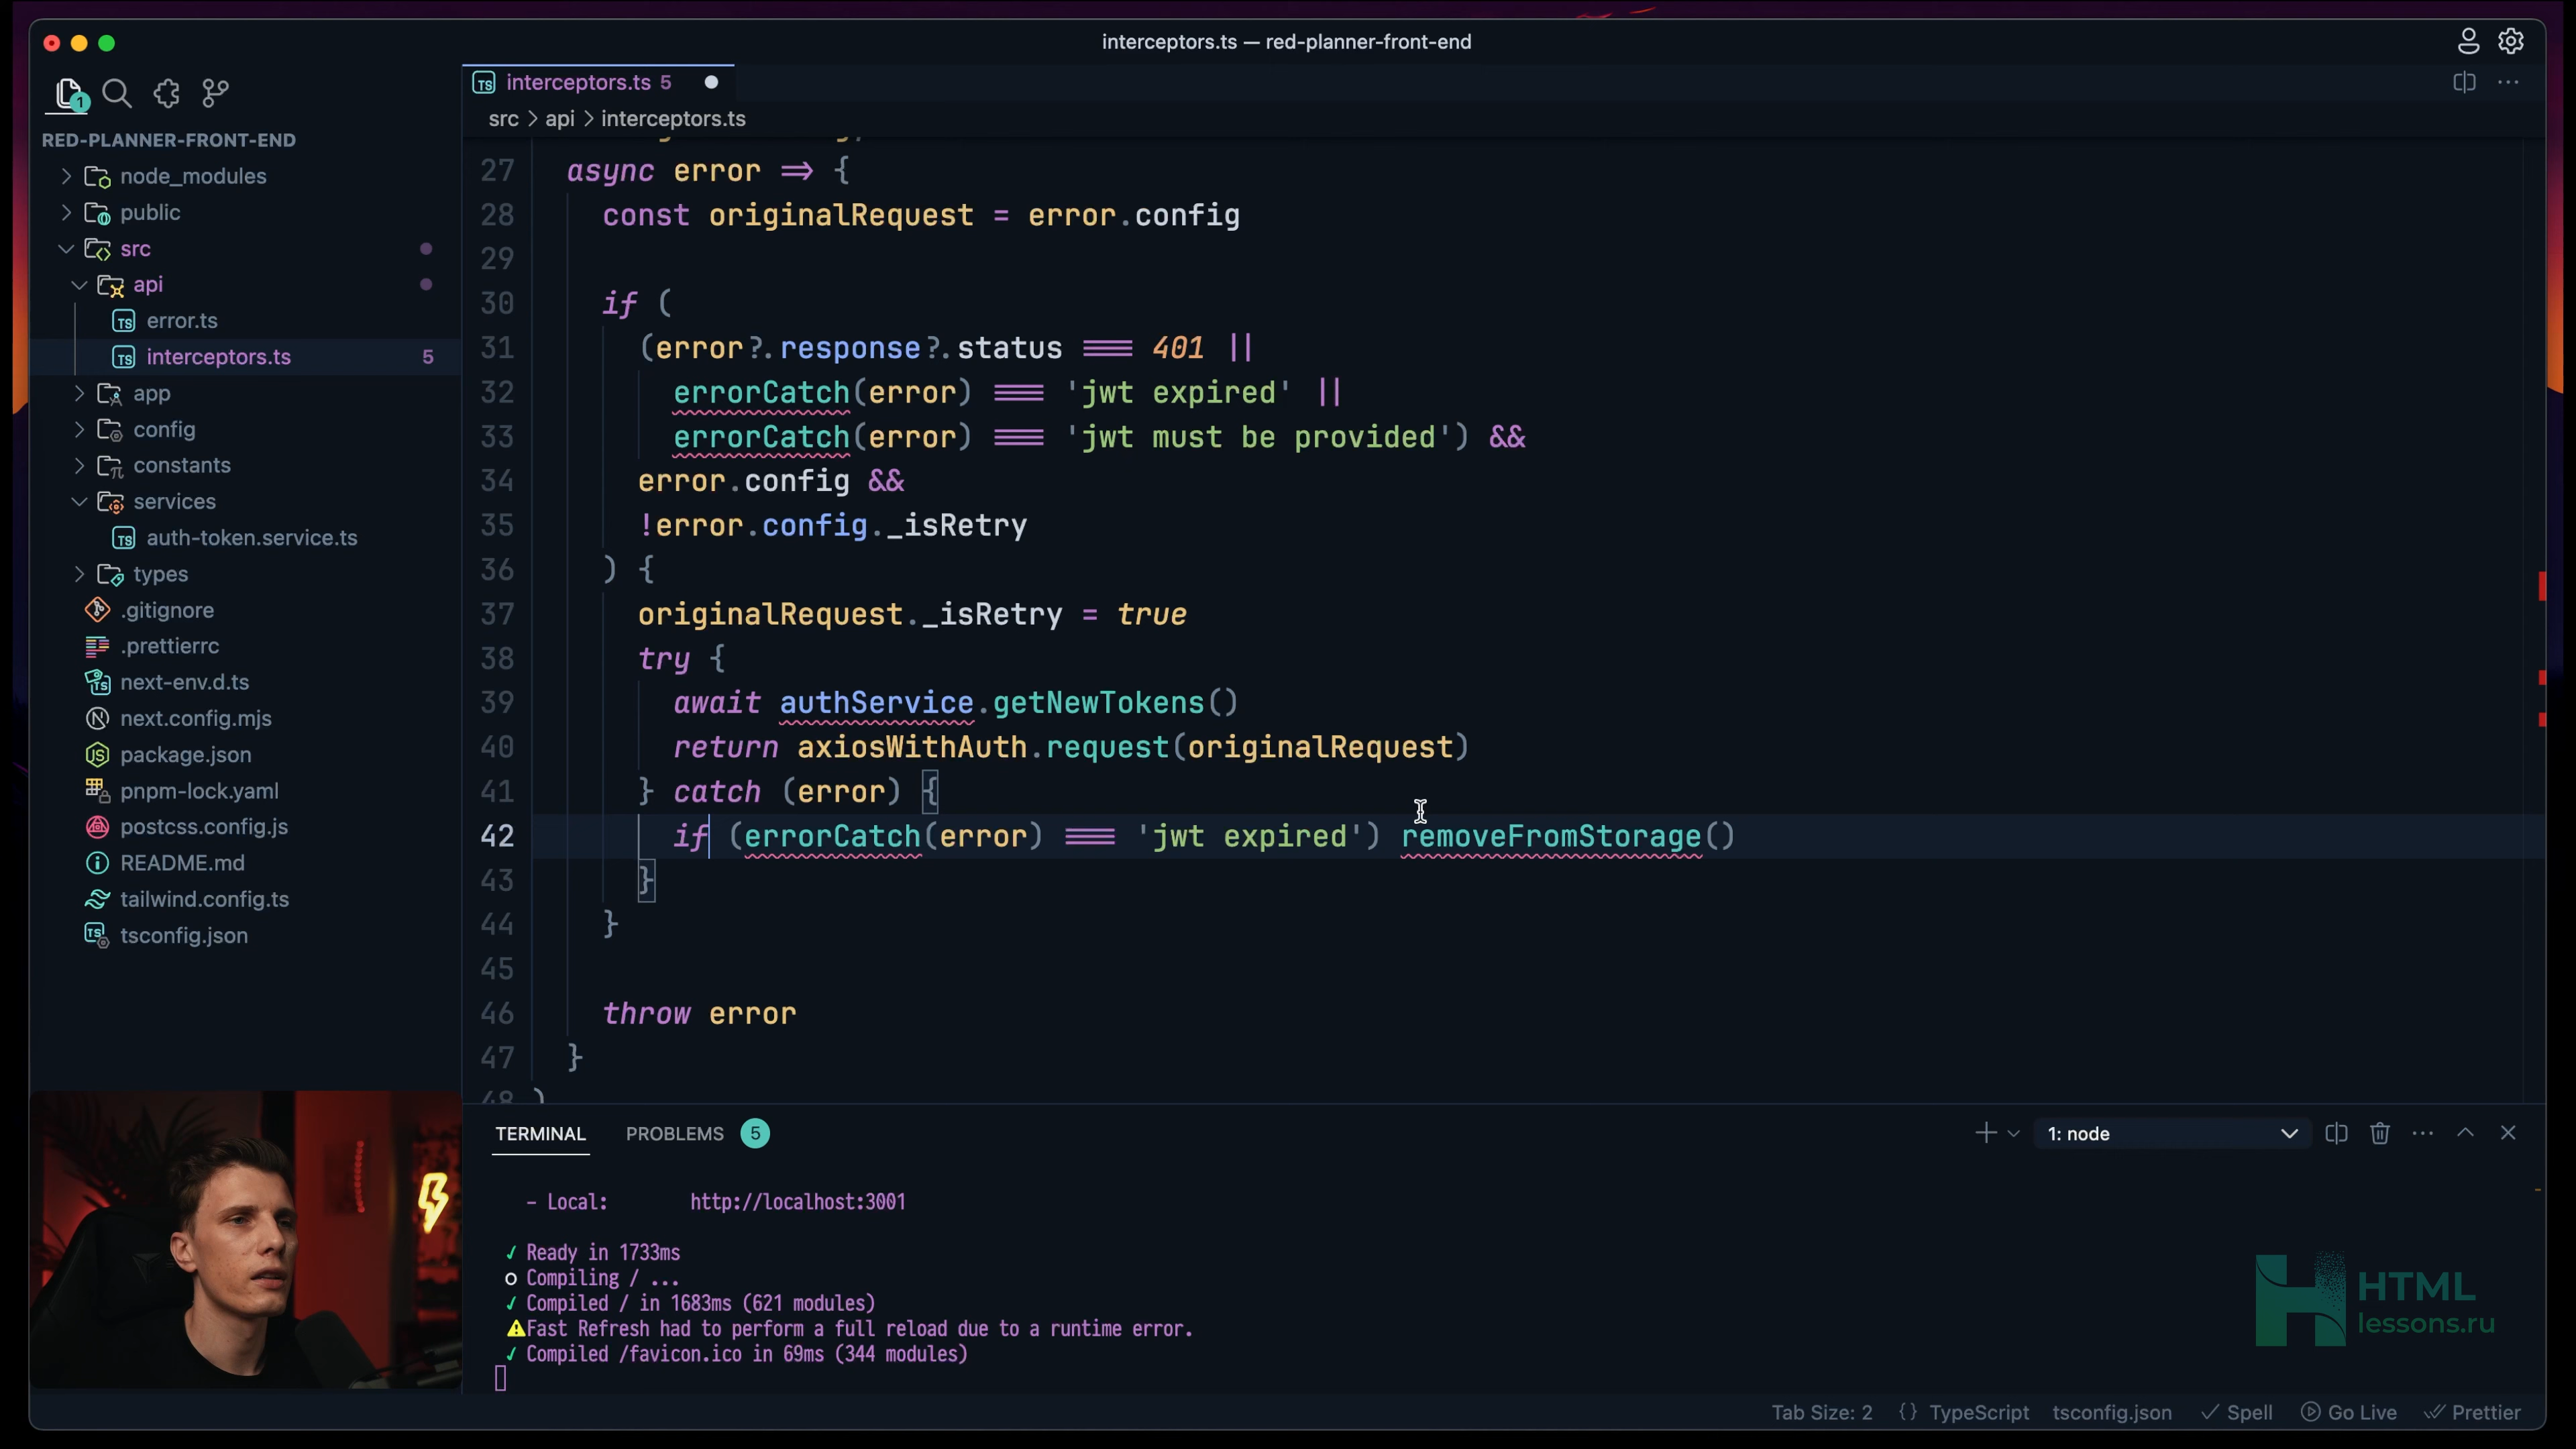 interceptors.ts — red-planner-front-end
1
interceptors.ts 5
src > api > interceptors.ts
RED-PLANNER-FRONT-END
node_modules
public
src
api
error.ts
interceptors.ts 5
app
config
constants
services
auth-token.service.ts
types
.gitignore
.prettierrc
next-env.d.ts
next.config.mjs
package.json
pnpm-lock.yaml
postcss.config.js
README.md
tailwind.config.ts
tsconfig.json
27 async error => {
28 const originalRequest = error.config
29
30 if (
31 (error?.response?.status === 401 ||
32 errorCatch(error) === 'jwt expired' ||
33 errorCatch(error) === 'jwt must be provided') &&
34 error.config &&
35 !error.config._isRetry
36 ) {
37 originalRequest._isRetry = true
38 try {
39 await authService.getNewTokens()
40 return axiosWithAuth.request(originalRequest)
41 } catch (error) {
42 if (errorCatch(error) === 'jwt expired') removeFromStorage()
43 }
44 }
45
46 throw error
47 }
48 )
TERMINAL PROBLEMS 5
1: node
- Local: http://localhost:3001
✓ Ready in 1733ms
○ Compiling / ...
✓ Compiled / in 1683ms (621 modules)
⚠Fast Refresh had to perform a full reload due to a runtime error.
✓ Compiled /favicon.ico in 69ms (344 modules)
HTML
lessons.ru
Tab Size: 2 {} TypeScript tsconfig.json ✓ Spell Go Live Prettier